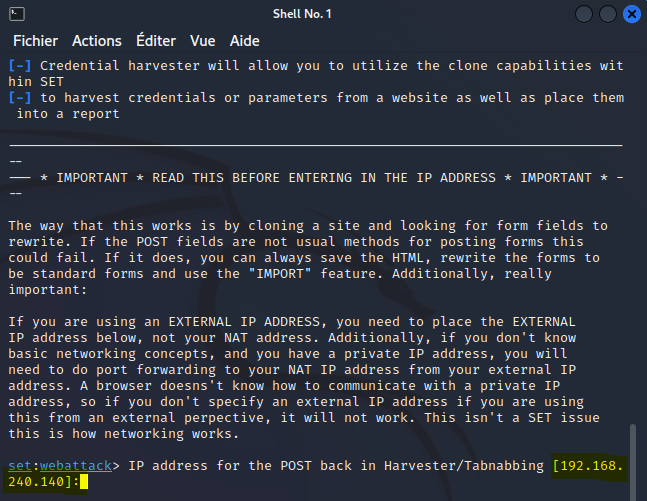 Shell No. 1
Fichier Actions Éditer Vue Aide
[-] Credential harvester will allow you to utilize the clone capabilities wit
hin SET
[-] to harvest credentials or parameters from a website as well as place them
 into a report

-------------------------------------------------------------------------------
--
--- * IMPORTANT * READ THIS BEFORE ENTERING IN THE IP ADDRESS * IMPORTANT * -
--

The way that this works is by cloning a site and looking for form fields to
rewrite. If the POST fields are not usual methods for posting forms this
could fail. If it does, you can always save the HTML, rewrite the forms to
be standard forms and use the "IMPORT" feature. Additionally, really
important:

If you are using an EXTERNAL IP ADDRESS, you need to place the EXTERNAL
IP address below, not your NAT address. Additionally, if you don't know
basic networking concepts, and you have a private IP address, you will
need to do port forwarding to your NAT IP address from your external IP
address. A browser doesns't know how to communicate with a private IP
address, so if you don't specify an external IP address if you are using
this from an external perpective, it will not work. This isn't a SET issue
this is how networking works.

set:webattack> IP address for the POST back in Harvester/Tabnabbing [192.168.
240.140]: